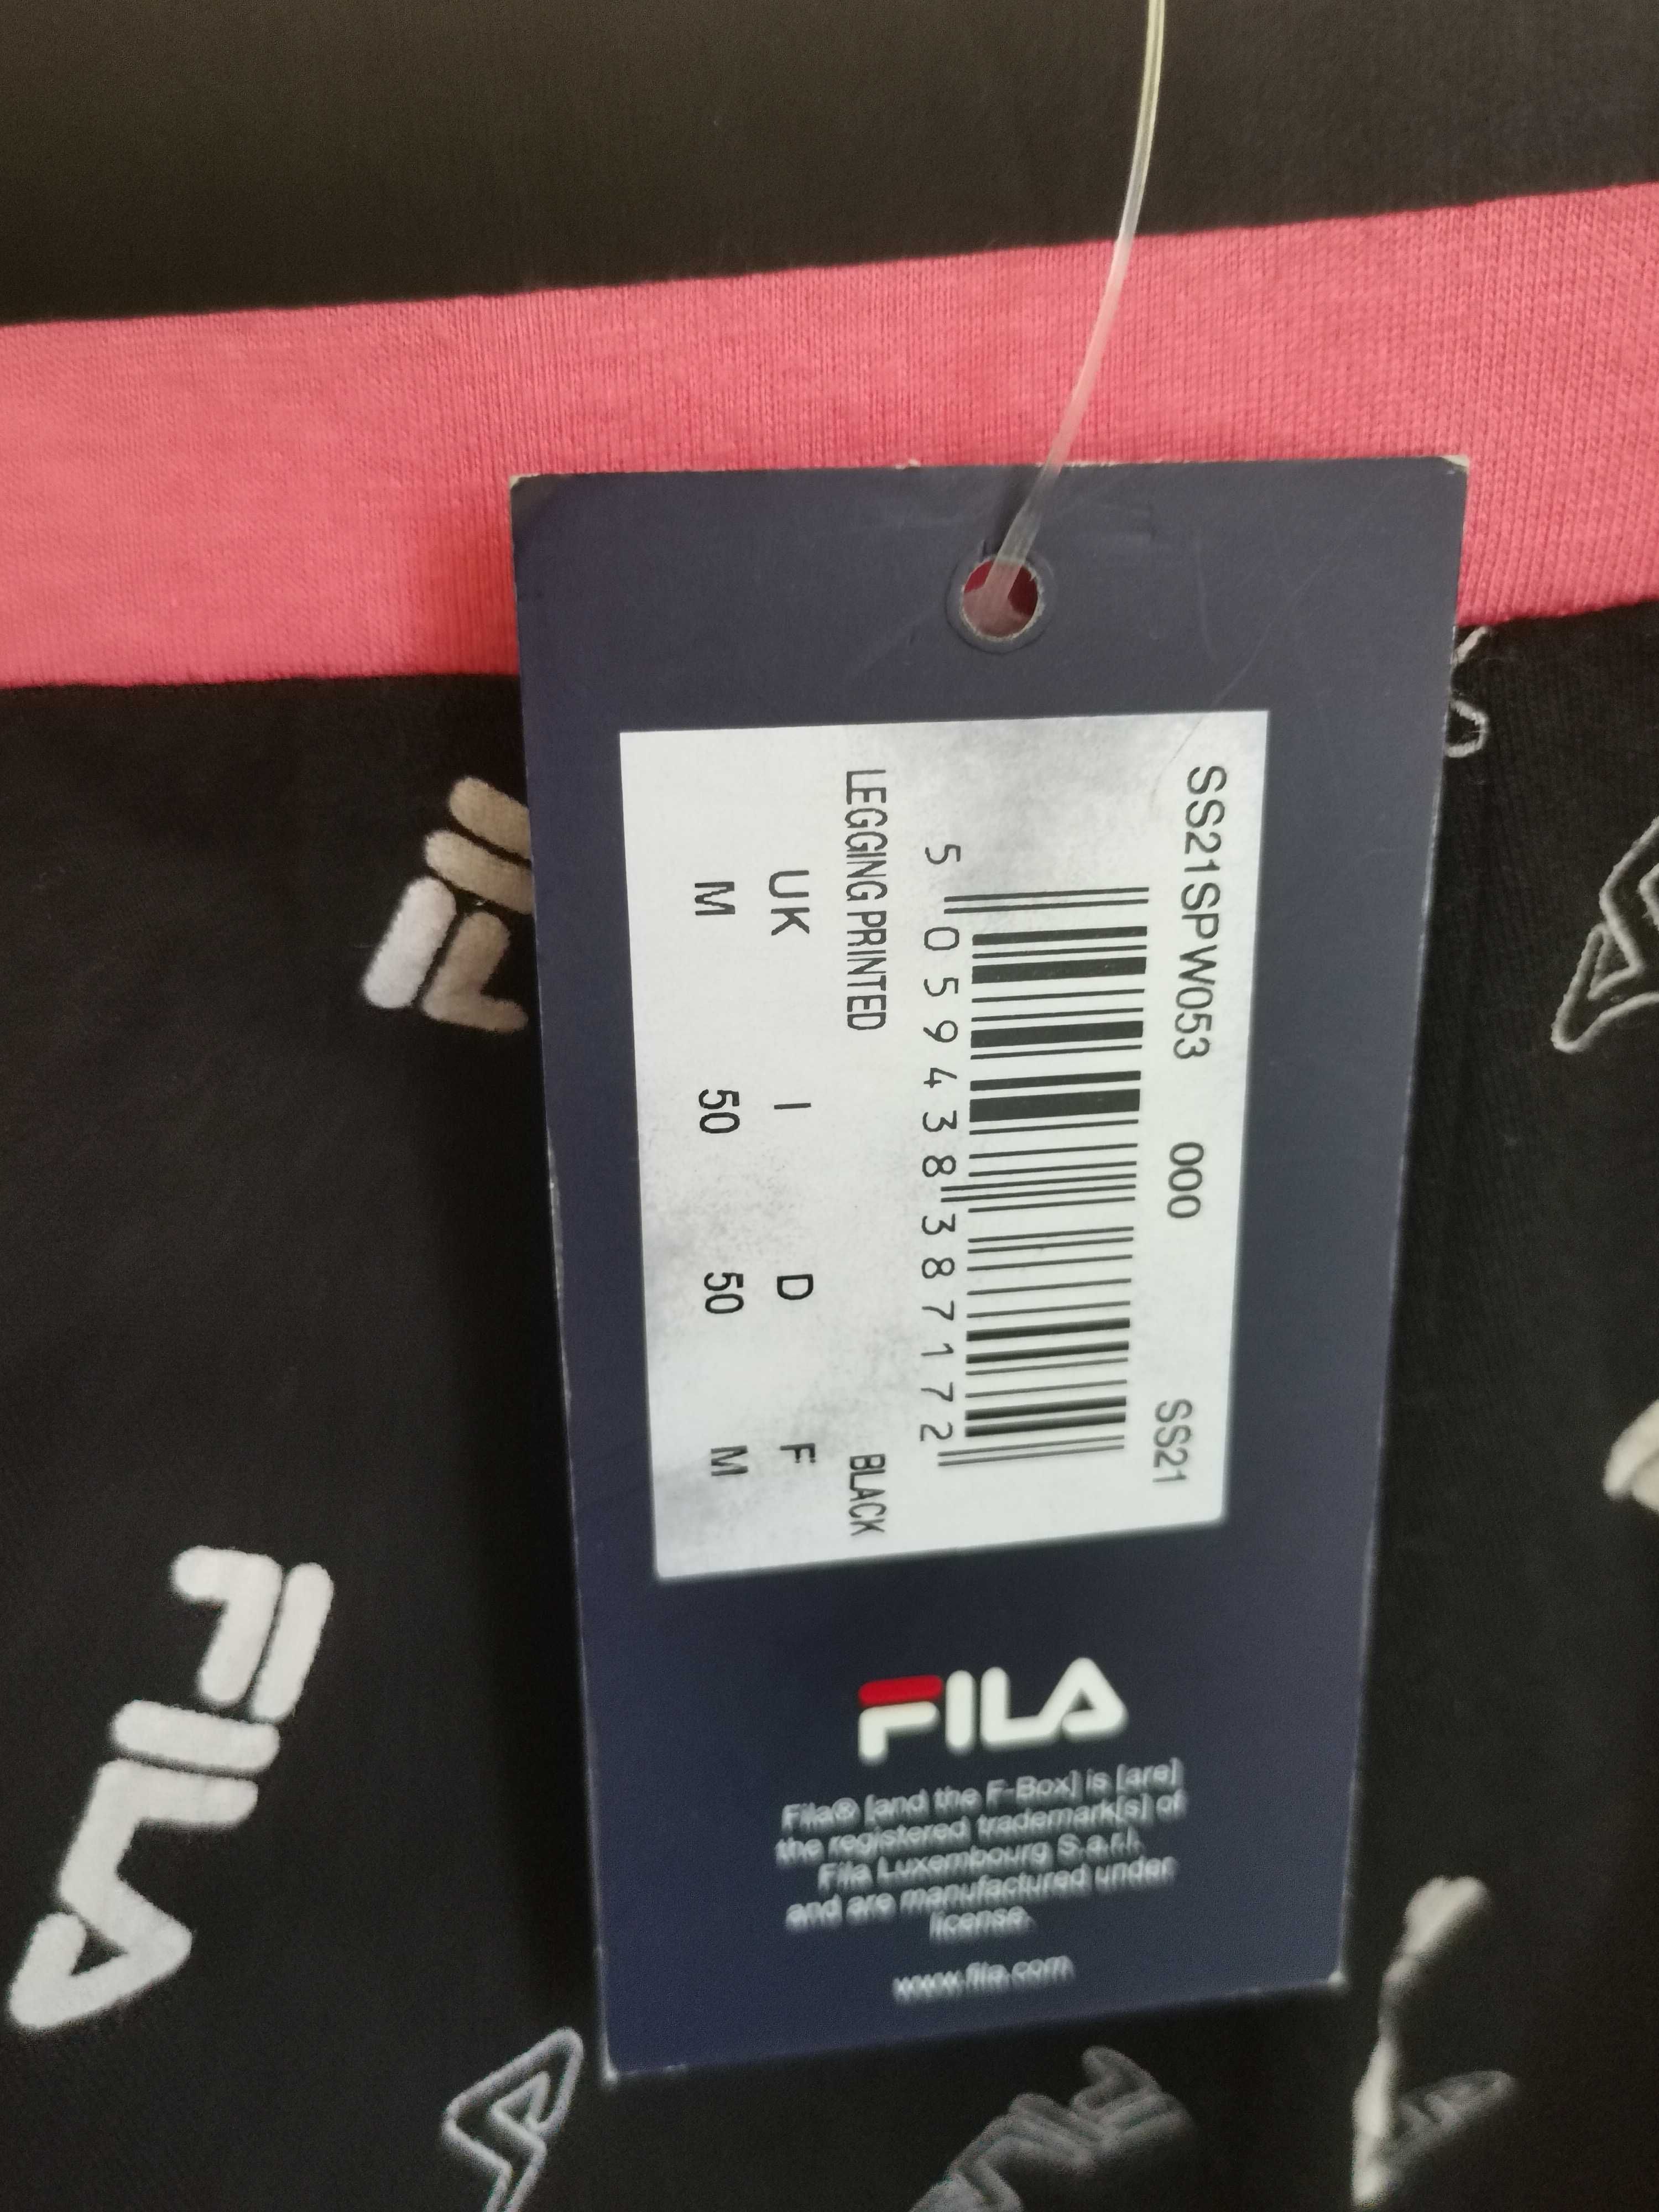 SS21SPW053 000 SS21
5 059438 387172
LEGGING PRINTED BLACK
UK I D F
M 50 50 M
FILA
Fila® [and the F-Box] is [are]
the registered trademark[s] of
Fila Luxembourg S.a.r.l.
and are manufactured under
license.
www.fila.com
FILA